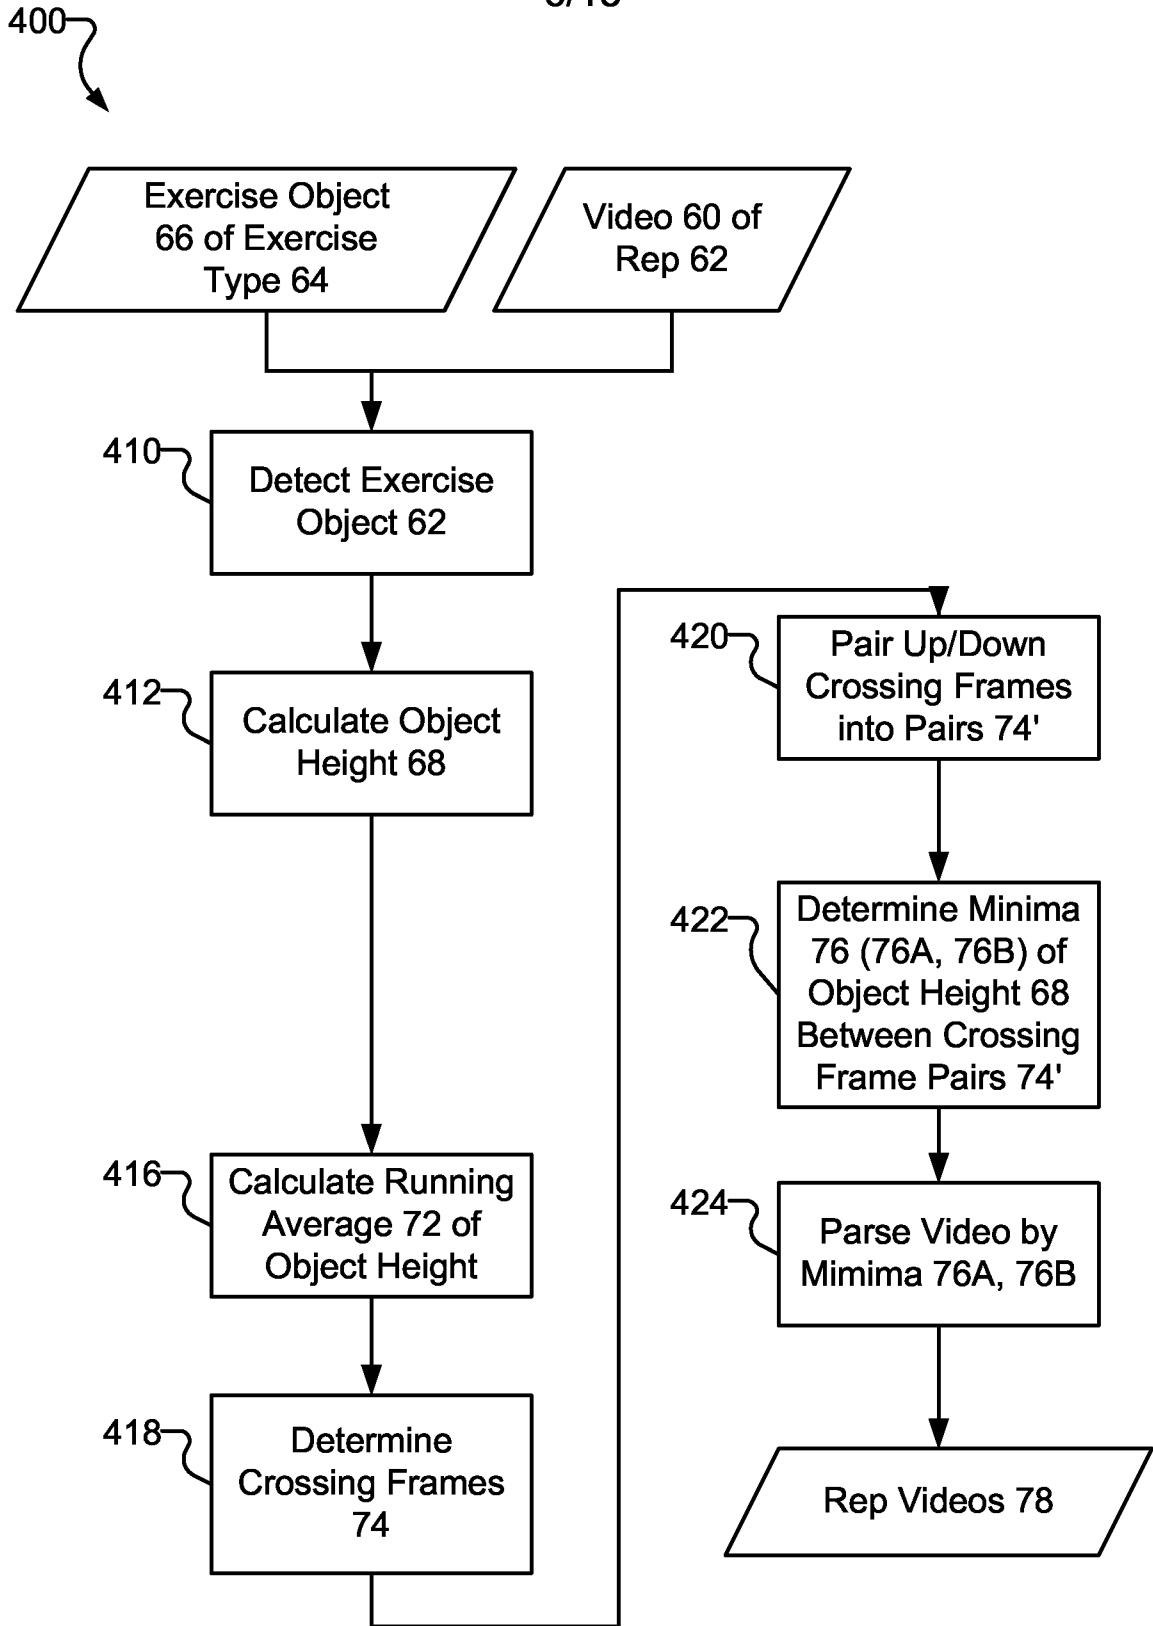 400
Exercise Object
66 of Exercise
Type 64
Video 60 of
Rep 62
410
Detect Exercise
Object 62
412
Calculate Object
Height 68
416
Calculate Running
Average 72 of
Object Height
418
Determine
Crossing Frames
74
420
Pair Up/Down
Crossing Frames
into Pairs 74'
422
Determine Minima
76 (76A, 76B) of
Object Height 68
Between Crossing
Frame Pairs 74'
424
Parse Video by
Mimima 76A, 76B
Rep Videos 78